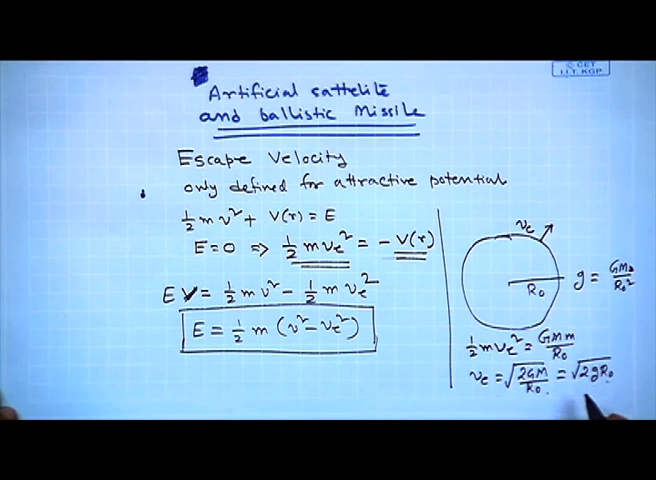 © CET
I.I.T. KGP
Artificial sattelite
and ballistic Missile
Escape Velocity
only defined for attractive potential
½ m v² + V(r) = E
E = 0 ⇒ ½ m vₑ² = - V(r)
E = ½ m v² - ½ m vₑ²
E = ½ m (v² - vₑ²)
vₑ
R₀
g = GM/R₀²
½ m vₑ² = GMm/R₀
vₑ = √(2GM/R₀) = √(2gR₀)